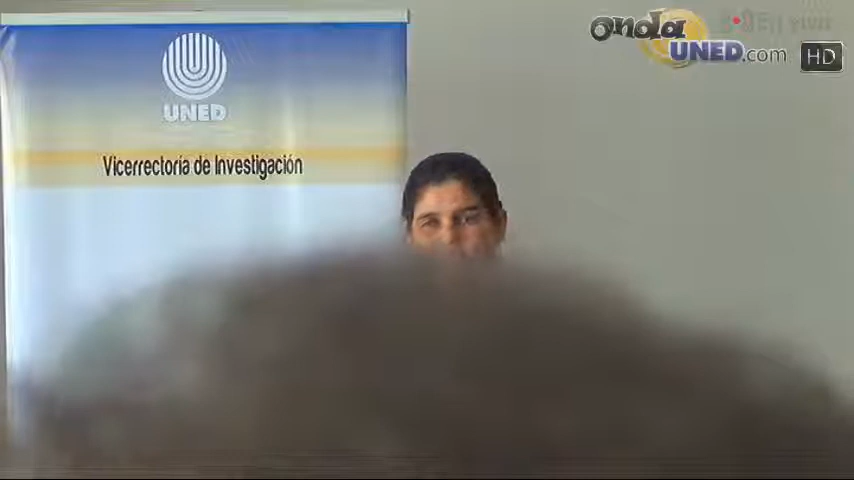 onda
UNED.com
HD
UNED
Vicerrectoría de Investigación